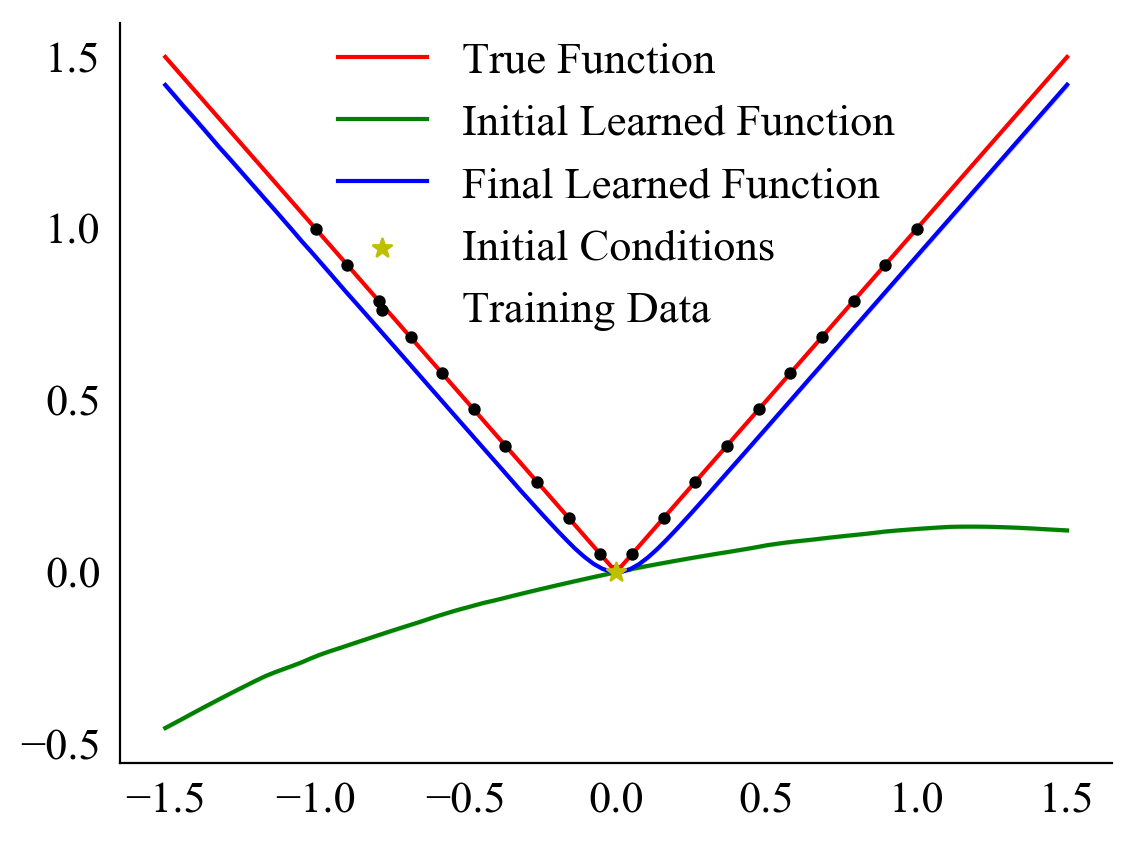 1.5
True Function
Initial Learned Function
Final Learned Function
1.0
Initial Conditions
Training Data
0.5
0.0
−0.5
−1.5 −1.0 −0.5 0.0 0.5 1.0 1.5